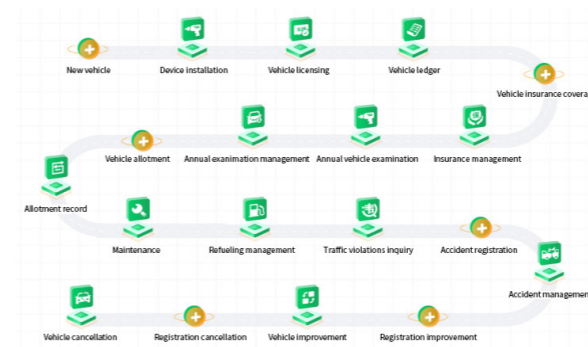 New vehicle
Device installation
Vehicle licensing
Vehicle ledger
Vehicle insurance covera
Vehicle allotment
Annual exanimation management
Annual vehicle examination
Insurance management
Allotment record
Maintenance
Refueling management
Traffic violations inquiry
Accident registration
Accident management
Vehicle cancellation
Registration cancellation
Vehicle improvement
Registration improvement